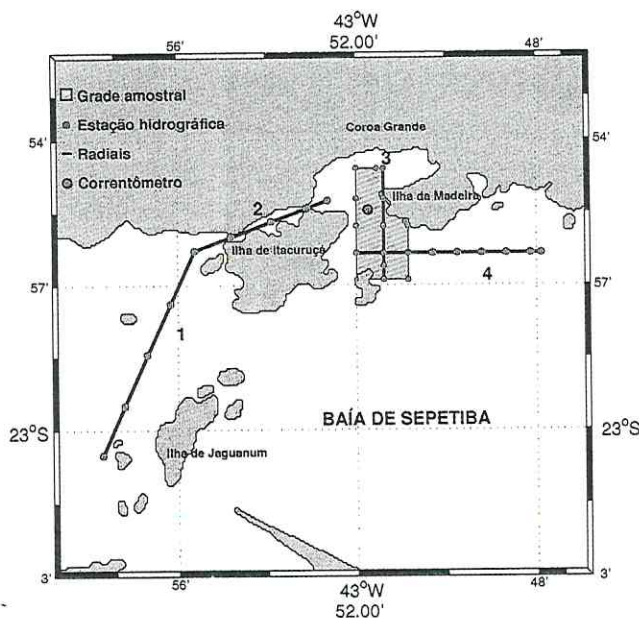 43°W
56' 52.00' 48'
Grade amostral
Estação hidrográfica
Radiais
Correntômetro
Coroa Grande
54' 54'
3
Ilha da Madeira
2
Ilha de Itacuruçá
57' 57'
4
1
BAÍA DE SEPETIBA
23°S 23°S
Ilha de Jaguanum
3' 3'
56' 43°W 48'
52.00'